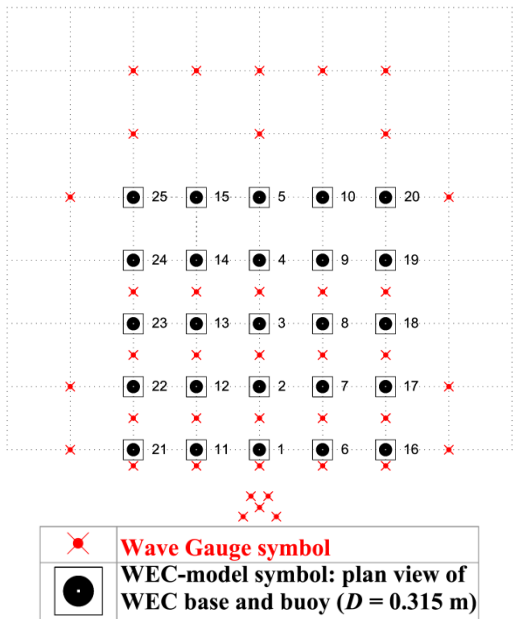 25 15 5 10 20
24 14 4 9 19
23 13 3 8 18
22 12 2 7 17
21 11 1 6 16
Wave Gauge symbol
WEC-model symbol: plan view of
WEC base and buoy (D = 0.315 m)